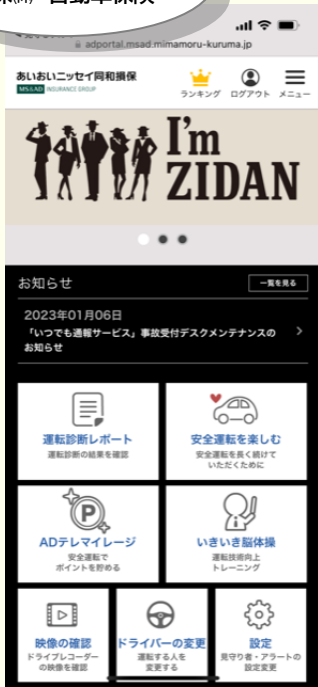 自動車保険
adportal.msad.mimamoru-kuruma.jp
あいおいニッセイ同和損保
MS&AD INSURANCE GROUP
ランキング
ログアウト
メニュー
I'm
ZIDAN
お知らせ
一覧を見る
2023年01月06日
「いつでも通報サービス」事故受付デスクメンテナンスの
お知らせ
運転診断レポート
運転診断の結果を確認
安全運転を楽しむ
安全運転を長く続けて
いただくために
ADテレマイレージ
安全運転で
ポイントを貯める
いきいき脳体操
運転技術向上
トレーニング
映像の確認
ドライブレコーダー
の映像を確認
ドライバーの変更
運転する人を
変更する
設定
見守り者・アラートの
設定変更